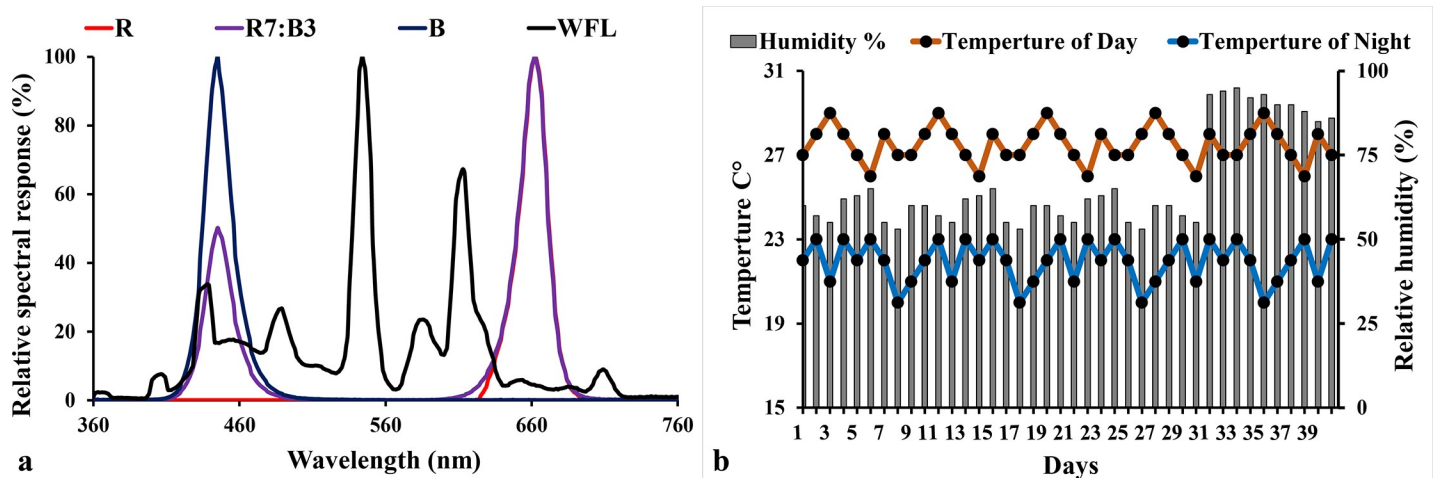 R R7:B3 B WFL
Relative spectral response (%)
100
80
60
40
20
0
360 460 560 660 760
Wavelength (nm)
a
Humidity % Temperture of Day Temperture of Night
Temperture C°
31
27
23
19
15
100
75
50
25
0
Relative humidity (%)
1 3 5 7 9 11 13 15 17 19 21 23 25 27 29 31 33 35 37 39
Days
b